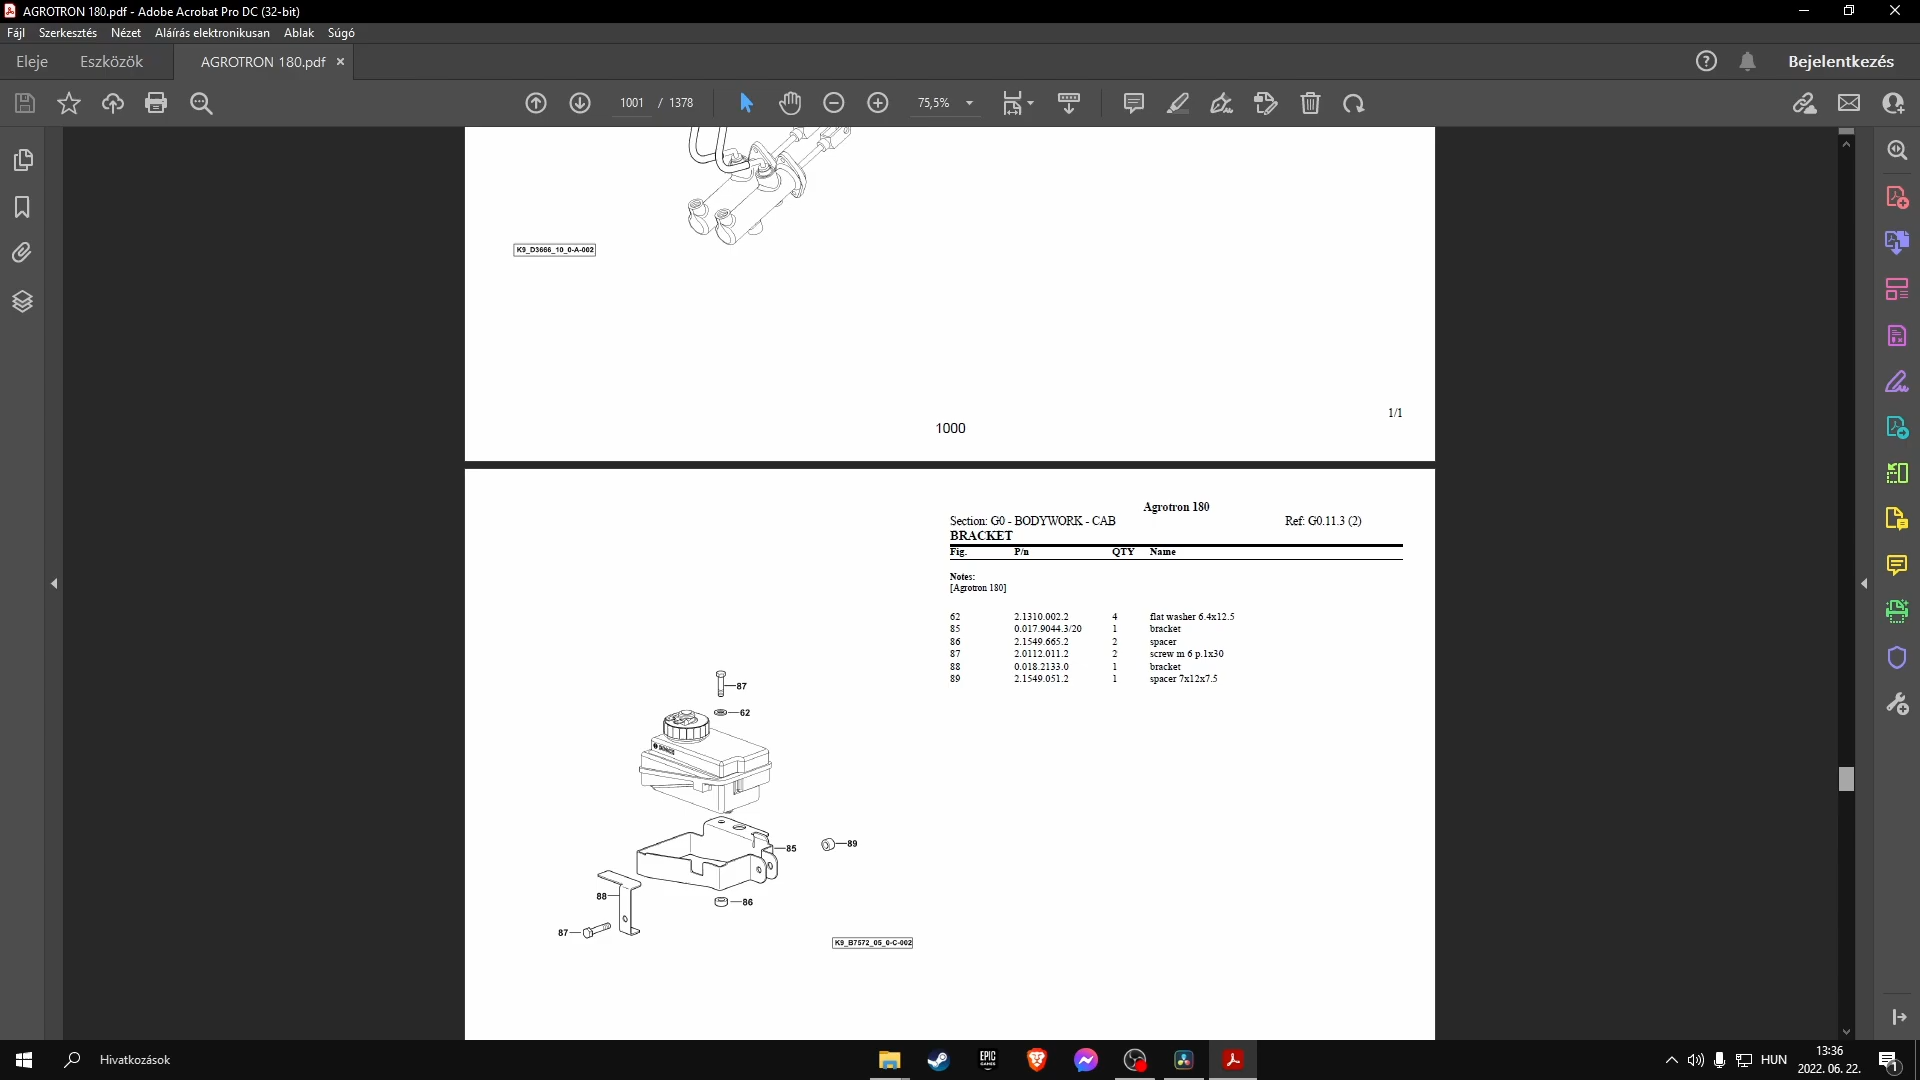 AGROTRON 180.pdf - Adobe Acrobat Pro DC (32-bit)
Fájl Szerkesztés Nézet Aláírás elektronikusan Ablak Súgó
Eleje Eszközök AGROTRON 180.pdf × Bejelentkezés
1001 / 1378 75,5%
K9_D3666_10_0-A-002
1/1
1000
Agrotron 180
Section: G0 - BODYWORK - CAB Ref: G0.11.3 (2)
BRACKET
Fig. P/n QTY Name
Notes:
[Agrotron 180]
62 2.1310.002.2 4 flat washer 6.4x12.5
85 0.017.9044.3/20 1 bracket
86 2.1549.665.2 2 spacer
87 2.0112.011.2 2 screw m 6 p.1x30
88 0.018.2133.0 1 bracket
89 2.1549.051.2 1 spacer 7x12x7.5
87
62
85
89
88
86
87
K9_B7572_05_0-C-002
Hivatkozások
EPIC
GAMES
HUN
13:36
2022. 06. 22.
1